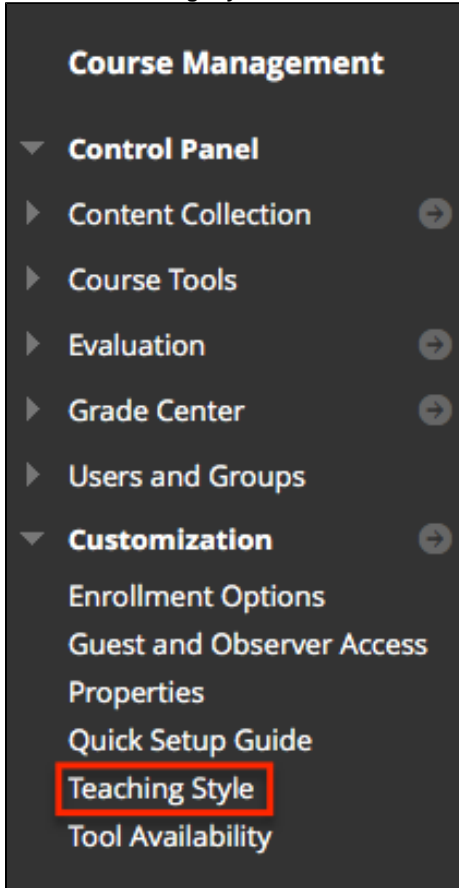 Course Management
Control Panel
Content Collection
Course Tools
Evaluation
Grade Center
Users and Groups
Customization
Enrollment Options
Guest and Observer Access
Properties
Quick Setup Guide
Teaching Style
Tool Availability